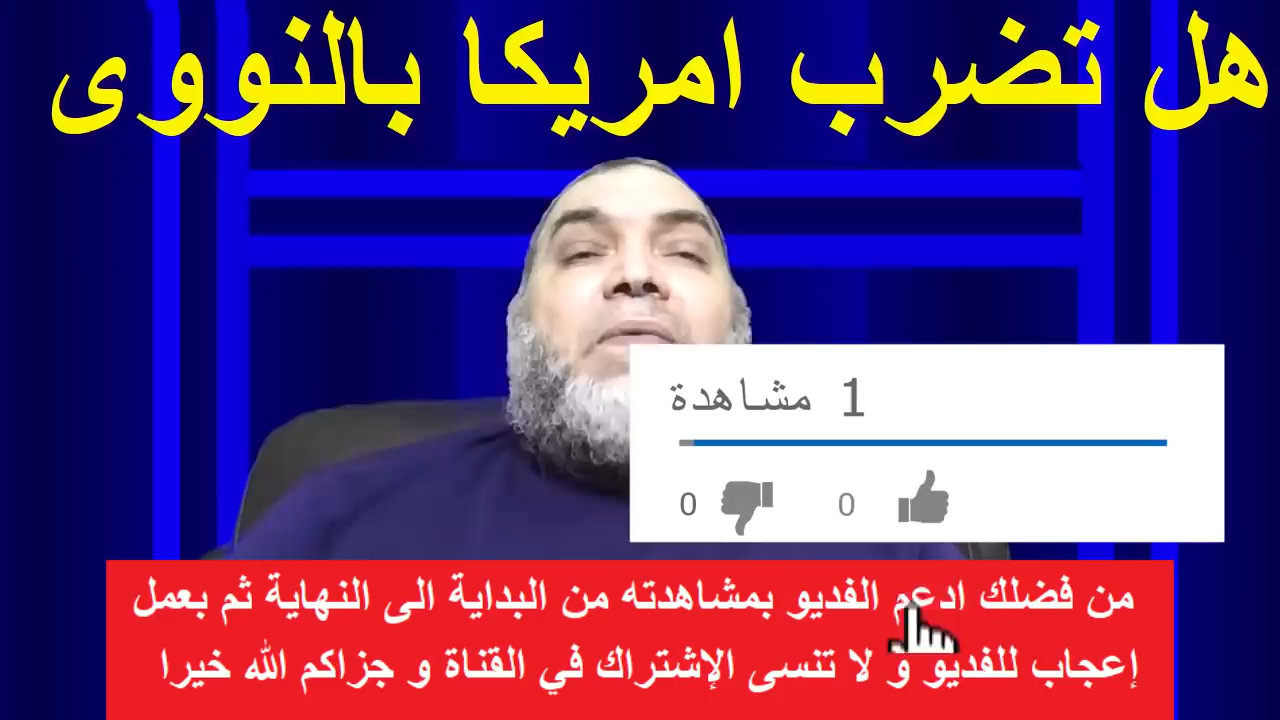 هل تضرب امريكا بالنووى
1 مشاهدة
0 0
من فضلك ادعم الفديو بمشاهدته من البداية الى النهاية ثم بعمل
إعجاب للفديو و لا تنسى الإشتراك في القناة و جزاكم الله خيرا